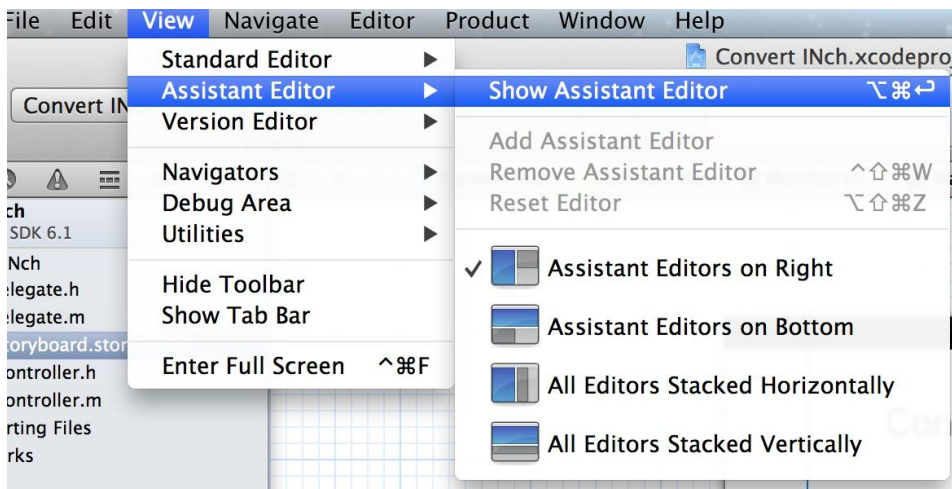 File Edit View Navigate Editor Product Window Help
Convert INch.xcodepro
Convert IN
Standard Editor
Assistant Editor
Version Editor
Navigators
Debug Area
Utilities
Hide Toolbar
Show Tab Bar
Enter Full Screen ^⌘F
Show Assistant Editor ⌥⌘↩
Add Assistant Editor
Remove Assistant Editor ^⇧⌘W
Reset Editor ⌥⇧⌘Z
✓ Assistant Editors on Right
Assistant Editors on Bottom
All Editors Stacked Horizontally
All Editors Stacked Vertically
ch
SDK 6.1
Nch
elegate.h
elegate.m
oryboard.stor
ontroller.h
ontroller.m
rting Files
rks
Con